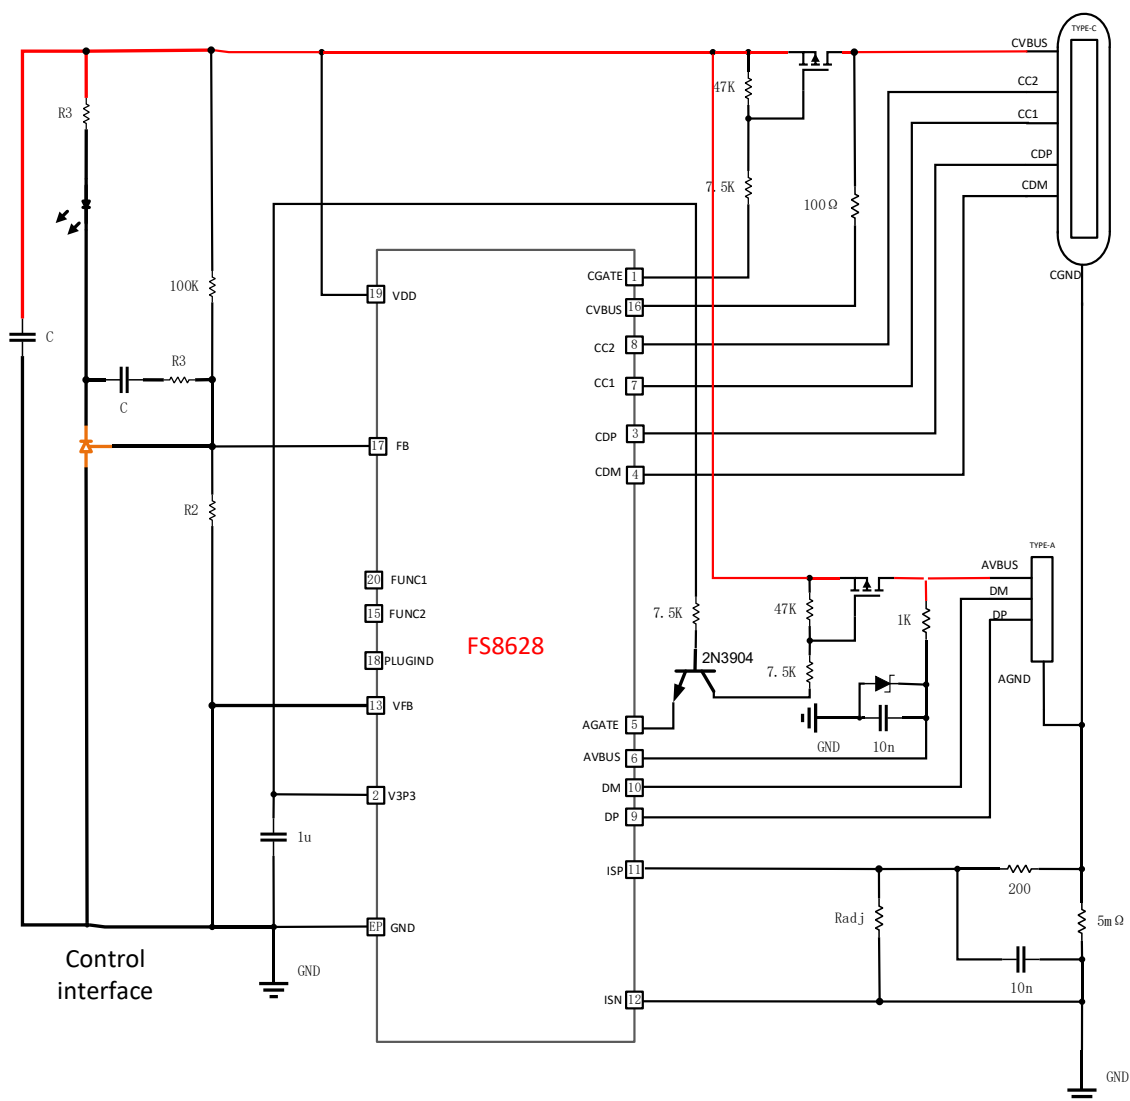 TYPE-C
CVBUS
CC2
CC1
CDP
CDM
CGND
R3
47K
7.5K
100Ω
100K
C
R3
C
R2
19 VDD
17 FB
20 FUNC1
15 FUNC2
18 PLUGIND
13 VFB
2 V3P3
EP GND
FS8628
CGATE 1
CVBUS 16
CC2 8
CC1 7
CDP 3
CDM 4
AGATE 5
AVBUS 6
DM 10
DP 9
ISP 11
ISN 12
TYPE-A
AVBUS
DM
DP
AGND
7.5K
47K
1K
2N3904
7.5K
GND
10n
1u
200
Radj
5mΩ
10n
GND
GND
Control
interface